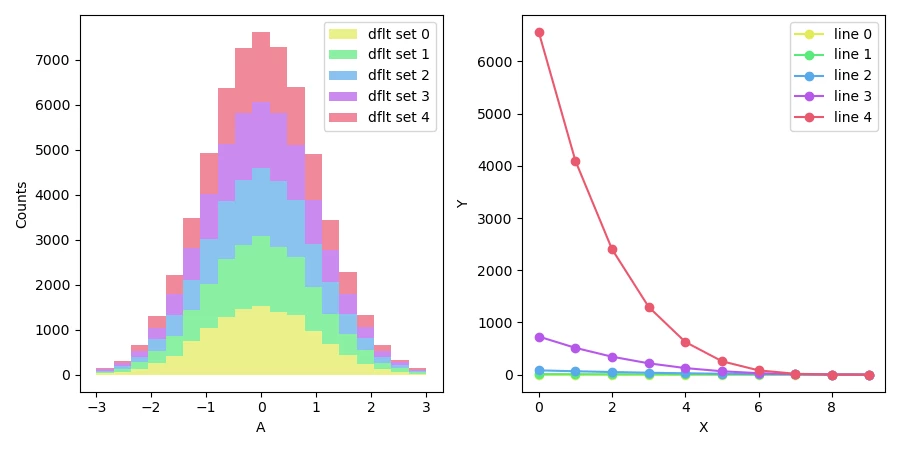 7000
6000
5000
4000
3000
2000
1000
0
Counts
−3
−2
−1
0
1
2
3
A
dflt set 0
dflt set 1
dflt set 2
dflt set 3
dflt set 4
6000
5000
4000
3000
2000
1000
0
Y
0
2
4
6
8
X
line 0
line 1
line 2
line 3
line 4